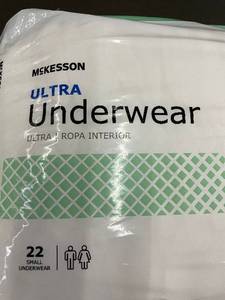 McKESSON
ULTRA
Underwear
ULTRA | ROPA INTERIOR
22
SMALL
UNDERWEAR